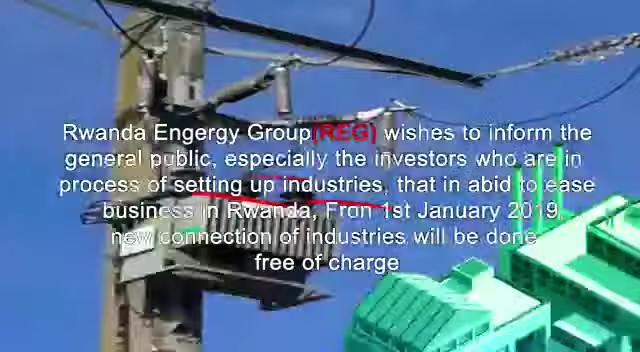 Rwanda Engergy Group(REG) wishes to inform the
general public, especially the investors who are in
process of setting up industries, that in abid to ease
business in Rwanda, Fron 1st January 2019,
new connection of industries will be done
free of charge